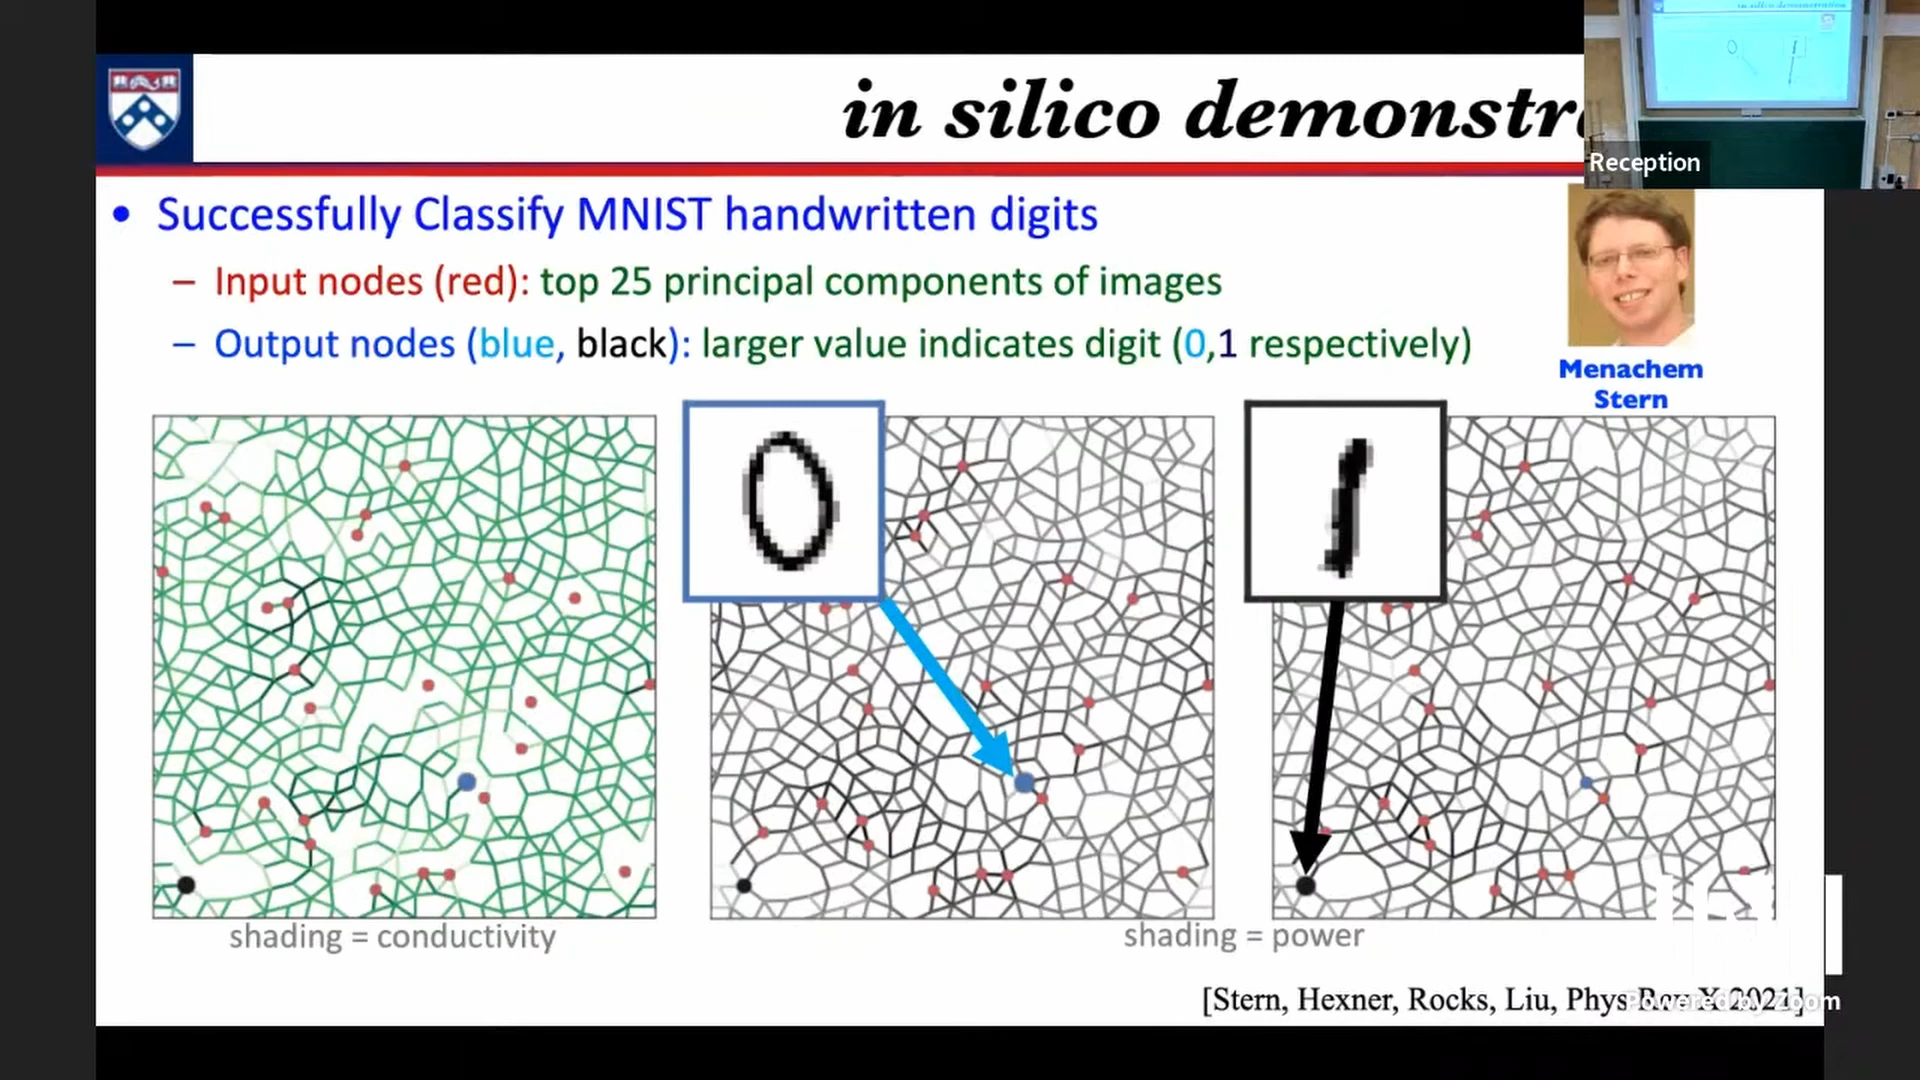 in silico demonstr
Reception
• Successfully Classify MNIST handwritten digits
– Input nodes (red): top 25 principal components of images
– Output nodes (blue, black): larger value indicates digit (0,1 respectively)
Menachem
Stern
shading = conductivity
shading = power
[Stern, Hexner, Rocks, Liu, Phys Rev X 2021]
Powered by Zoom